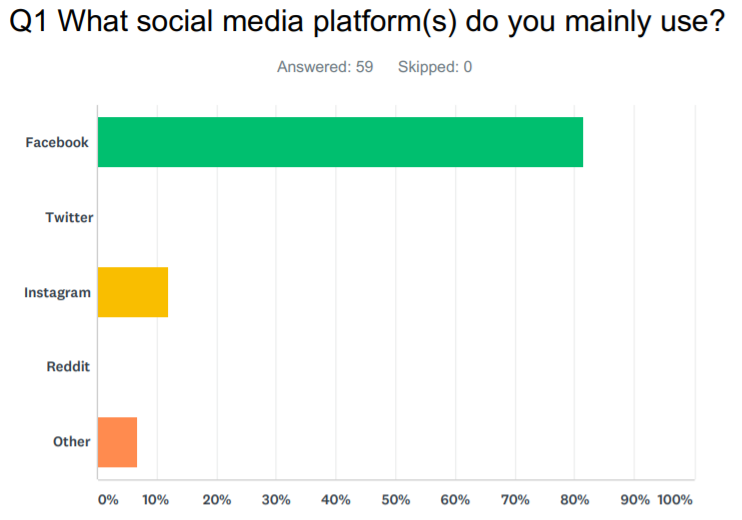 Q1 What social media platform(s) do you mainly use?
Answered: 59 Skipped: 0
Facebook
Twitter
Instagram
Reddit
Other
0% 10% 20% 30% 40% 50% 60% 70% 80% 90% 100%